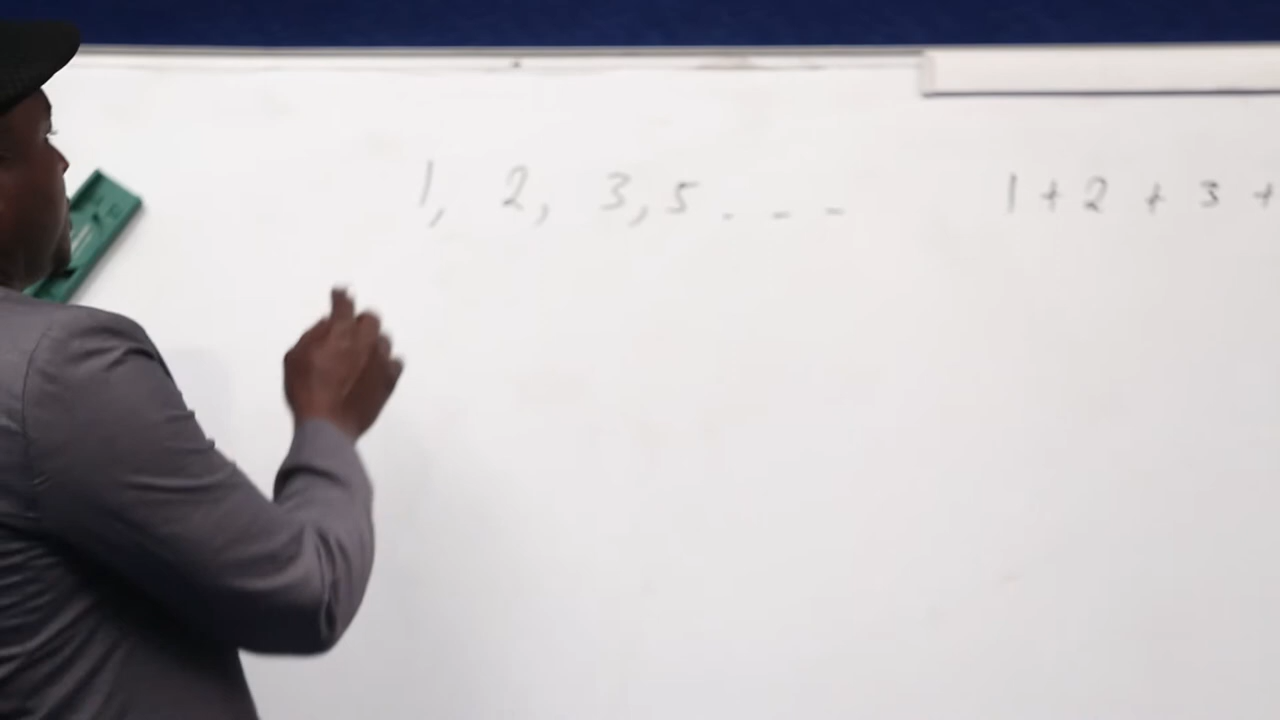 1, 2, 3, 5 . - -
1 + 2 + 3 +